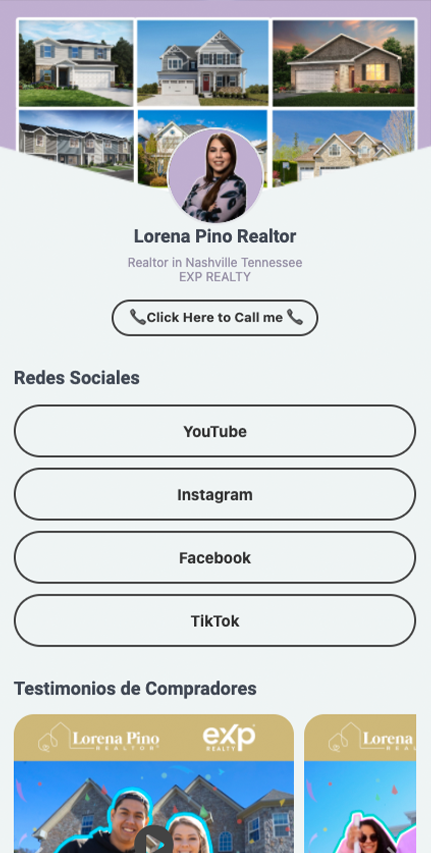 Lorena Pino Realtor
Realtor in Nashville Tennessee
EXP REALTY
📞Click Here to Call me 📞
Redes Sociales
YouTube
Instagram
Facebook
TikTok
Testimonios de Compradores
Lorena Pino
REALTOR®
exp
REALTY
Lorena
REAL